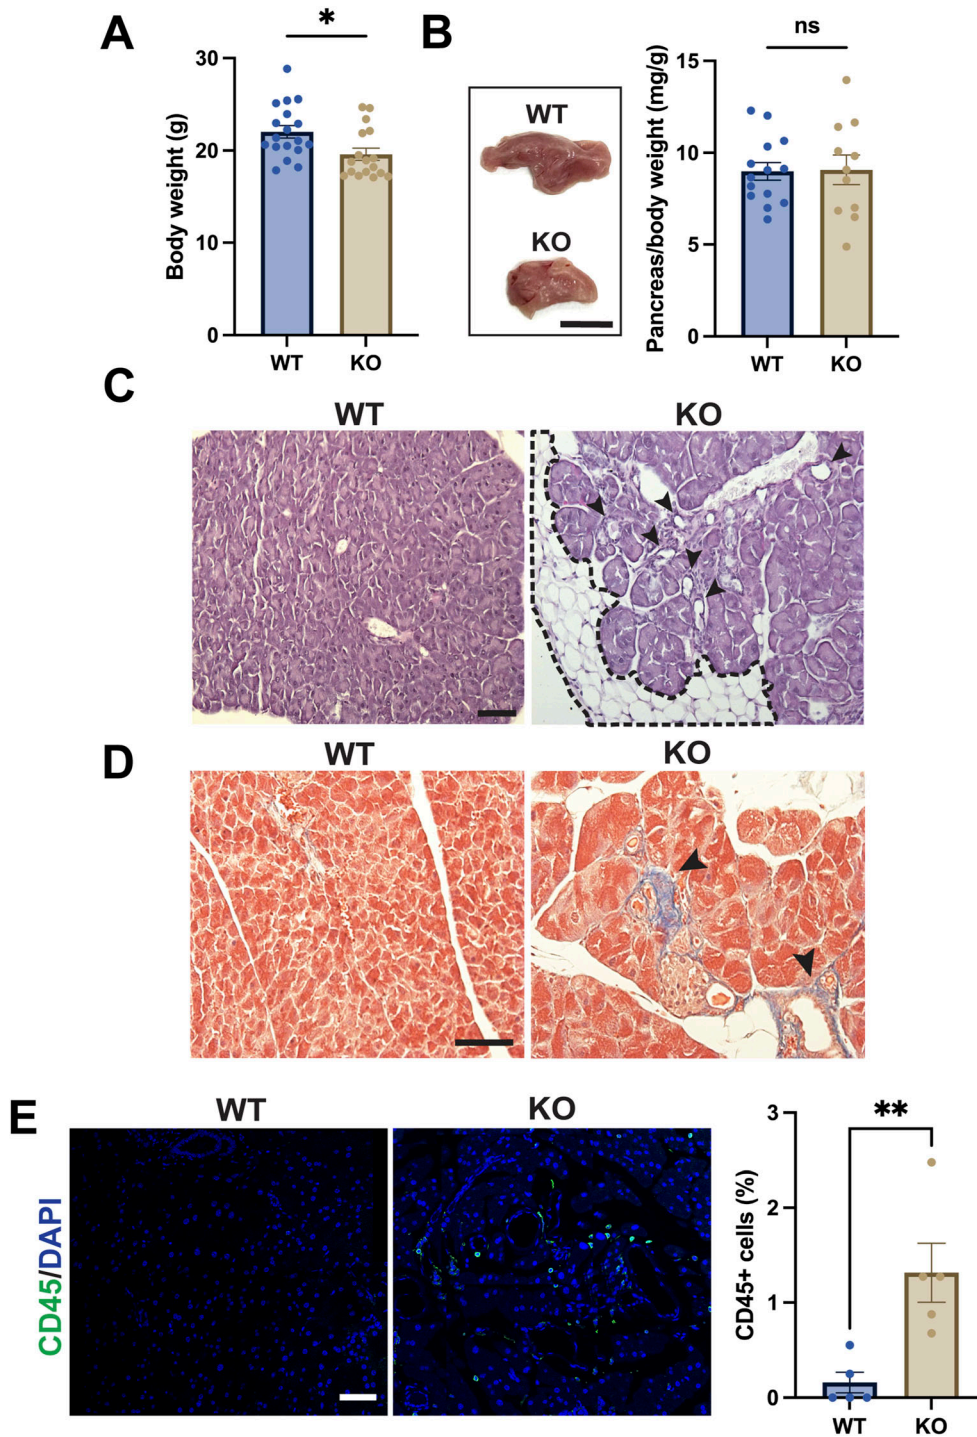 A
*
Body weight (g)
30
20
10
0
WT
KO
B
WT
KO
ns
Pancreas/body weight (mg/g)
15
10
5
0
WT
KO
C
WT
KO
D
WT
KO
E
WT
KO
CD45/DAPI
**
CD45+ cells (%)
3
2
1
0
WT
KO